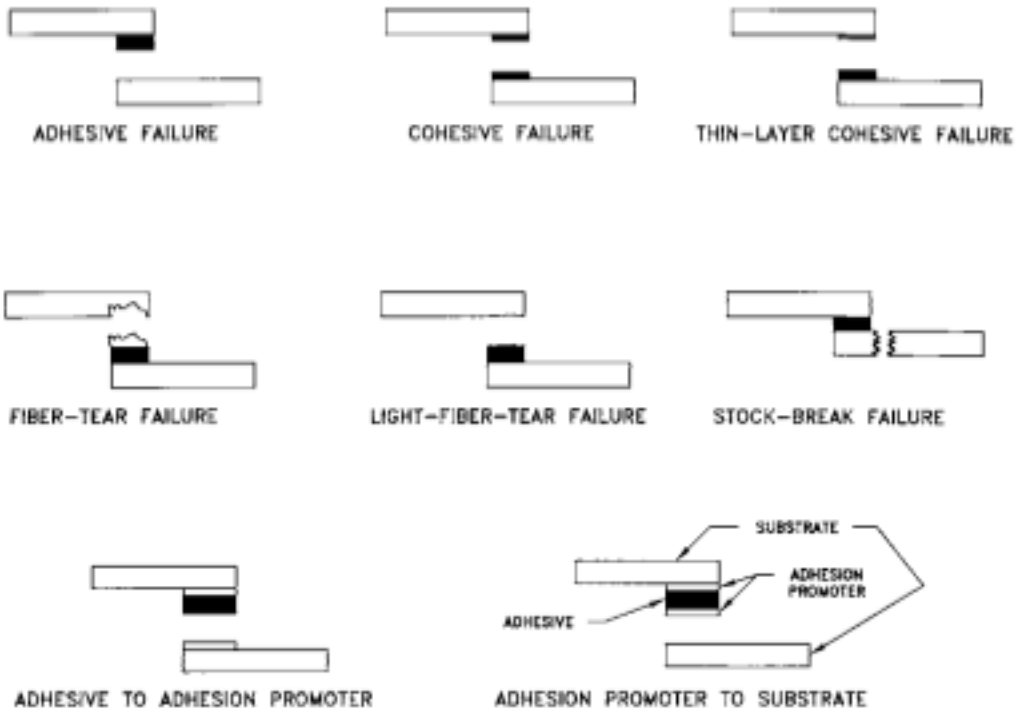 ADHESIVE FAILURE
COHESIVE FAILURE
THIN-LAYER COHESIVE FAILURE
FIBER-TEAR FAILURE
LIGHT-FIBER-TEAR FAILURE
STOCK-BREAK FAILURE
SUBSTRATE
ADHESION
PROMOTER
ADHESIVE
ADHESIVE TO ADHESION PROMOTER
ADHESION PROMOTER TO SUBSTRATE